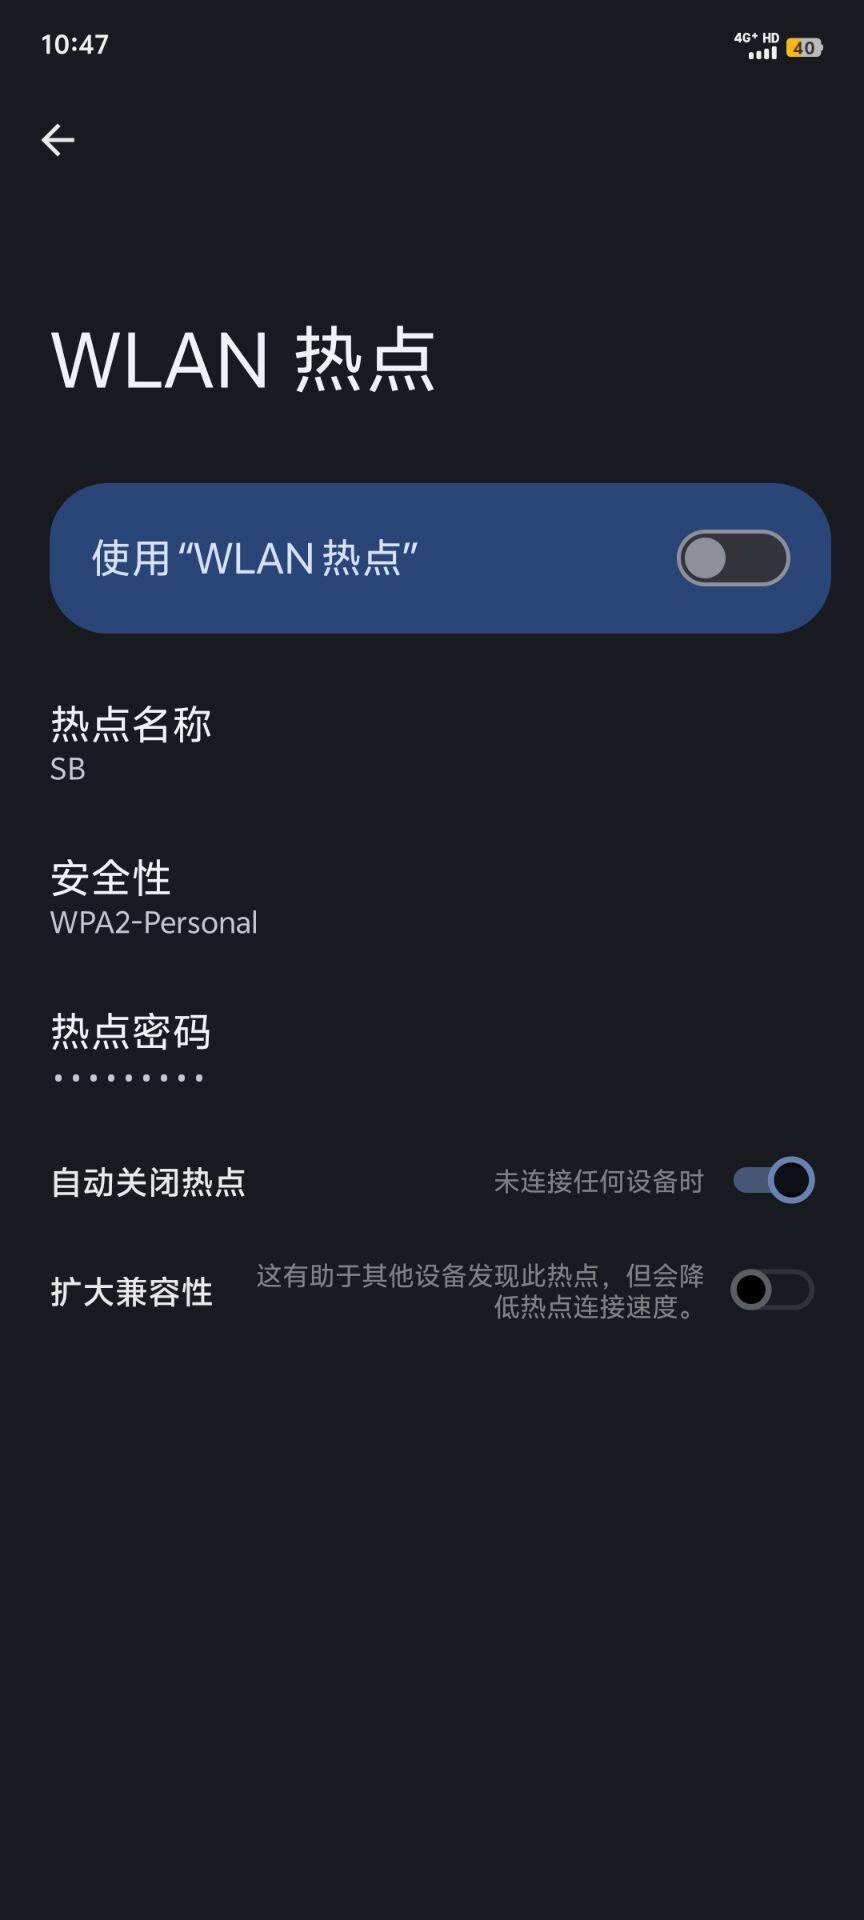 10:47
4G+ HD
40
WLAN 热点
使用“WLAN 热点”
热点名称
SB
安全性
WPA2-Personal
热点密码
•••••••••
自动关闭热点
未连接任何设备时
扩大兼容性
这有助于其他设备发现此热点，但会降
低热点连接速度。